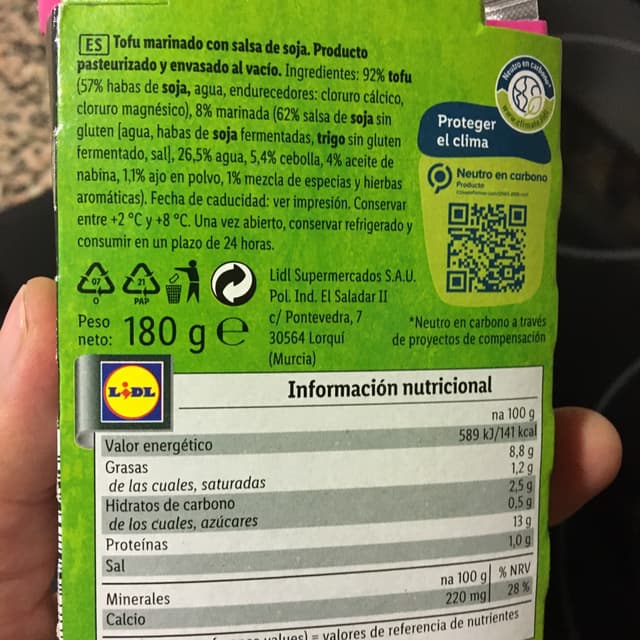 ES Tofu marinado con salsa de soja. Producto
pasteurizado y envasado al vacío. Ingredientes: 92% tofu
(57% habas de soja, agua, endurecedores: cloruro cálcico,
cloruro magnésico), 8% marinada (62% salsa de soja sin
gluten [agua, habas de soja fermentadas, trigo sin gluten
fermentado, sal], 26,5% agua, 5,4% cebolla, 4% aceite de
nabina, 1,1% ajo en polvo, 1% mezcla de especias y hierbas
aromáticas). Fecha de caducidad: ver impresión. Conservar
entre +2 °C y +8 °C. Una vez abierto, conservar refrigerado y
consumir en un plazo de 24 horas.
Neutro en carbono*
Proteger
el clima
Neutro en carbono
Producto
07
O
21
PAP
Lidl Supermercados S.A.U.
Pol. Ind. El Saladar II
c/ Pontevedra, 7
30564 Lorquí
(Murcia)
Peso
neto: 180 g e
*Neutro en carbono a través
de proyectos de compensación
LIDL
Información nutricional
na 100 g
Valor energético 589 kJ/141 kcal
Grasas 8,8 g
de las cuales, saturadas 1,2 g
Hidratos de carbono 2,5 g
de los cuales, azúcares 0,5 g
Proteínas 13 g
Sal 1,0 g
na 100 g % NRV
Minerales
Calcio 220 mg 28 %
values) = valores de referencia de nutrientes